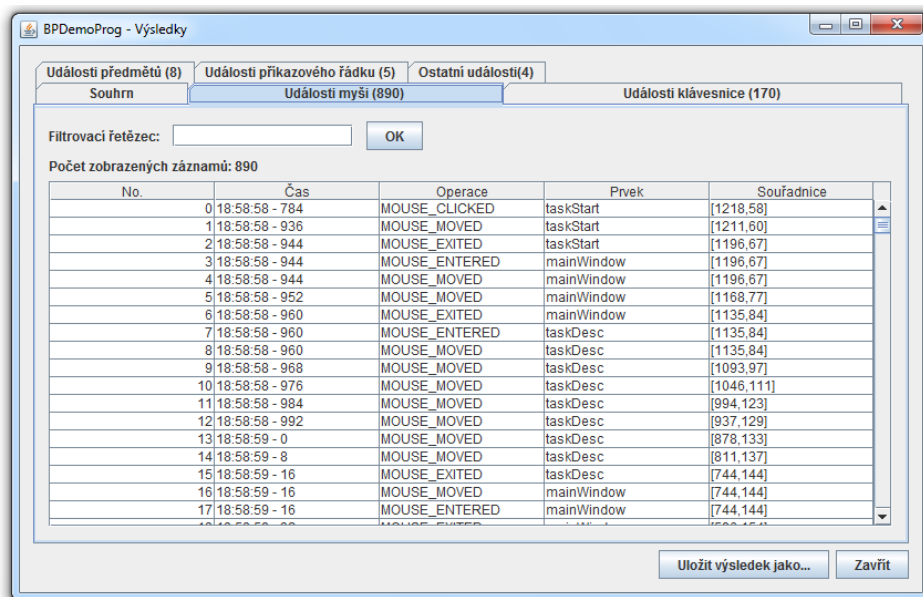 BPDemoProg - Výsledky
Události předmětů (8) Události příkazového řádku (5) Ostatní události(4)
Souhrn Události myši (890) Události klávesnice (170)
Filtrovací řetězec: OK
Počet zobrazených záznamů: 890
No. Čas Operace Prvek Souřadnice
0 18:58:58 - 784 MOUSE_CLICKED taskStart [1218,58]
1 18:58:58 - 936 MOUSE_MOVED taskStart [1211,60]
2 18:58:58 - 944 MOUSE_EXITED taskStart [1196,67]
3 18:58:58 - 944 MOUSE_ENTERED mainWindow [1196,67]
4 18:58:58 - 944 MOUSE_MOVED mainWindow [1196,67]
5 18:58:58 - 952 MOUSE_MOVED mainWindow [1168,77]
6 18:58:58 - 960 MOUSE_EXITED mainWindow [1135,84]
7 18:58:58 - 960 MOUSE_ENTERED taskDesc [1135,84]
8 18:58:58 - 960 MOUSE_MOVED taskDesc [1135,84]
9 18:58:58 - 968 MOUSE_MOVED taskDesc [1093,97]
10 18:58:58 - 976 MOUSE_MOVED taskDesc [1046,111]
11 18:58:58 - 984 MOUSE_MOVED taskDesc [994,123]
12 18:58:58 - 992 MOUSE_MOVED taskDesc [937,129]
13 18:58:59 - 0 MOUSE_MOVED taskDesc [878,133]
14 18:58:59 - 8 MOUSE_MOVED taskDesc [811,137]
15 18:58:59 - 16 MOUSE_EXITED taskDesc [744,144]
16 18:58:59 - 16 MOUSE_MOVED mainWindow [744,144]
17 18:58:59 - 16 MOUSE_ENTERED mainWindow [744,144]
Uložit výsledek jako... Zavřít